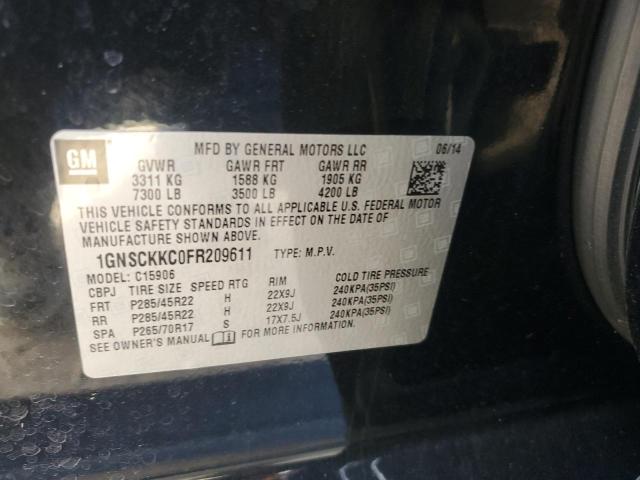 GM
MFD BY GENERAL MOTORS LLC 06/14
GVWR GAWR FRT GAWR RR
3311 KG 1588 KG 1905 KG
7300 LB 3500 LB 4200 LB
THIS VEHICLE CONFORMS TO ALL APPLICABLE U.S. FEDERAL MOTOR
VEHICLE SAFETY STANDARDS IN EFFECT ON THE DATE OF
MANUFACTURE SHOWN ABOVE.
1GNSCKKC0FR209611 TYPE: M.P.V.
MODEL: C15906
CBPJ TIRE SIZE SPEED RTG RIM COLD TIRE PRESSURE
FRT P285/45R22 H 22X9J 240KPA(35PSI)
RR P285/45R22 H 22X9J 240KPA(35PSI)
SPA P265/70R17 S 17X7.5J 240KPA(35PSI)
SEE OWNER'S MANUAL FOR MORE INFORMATION.